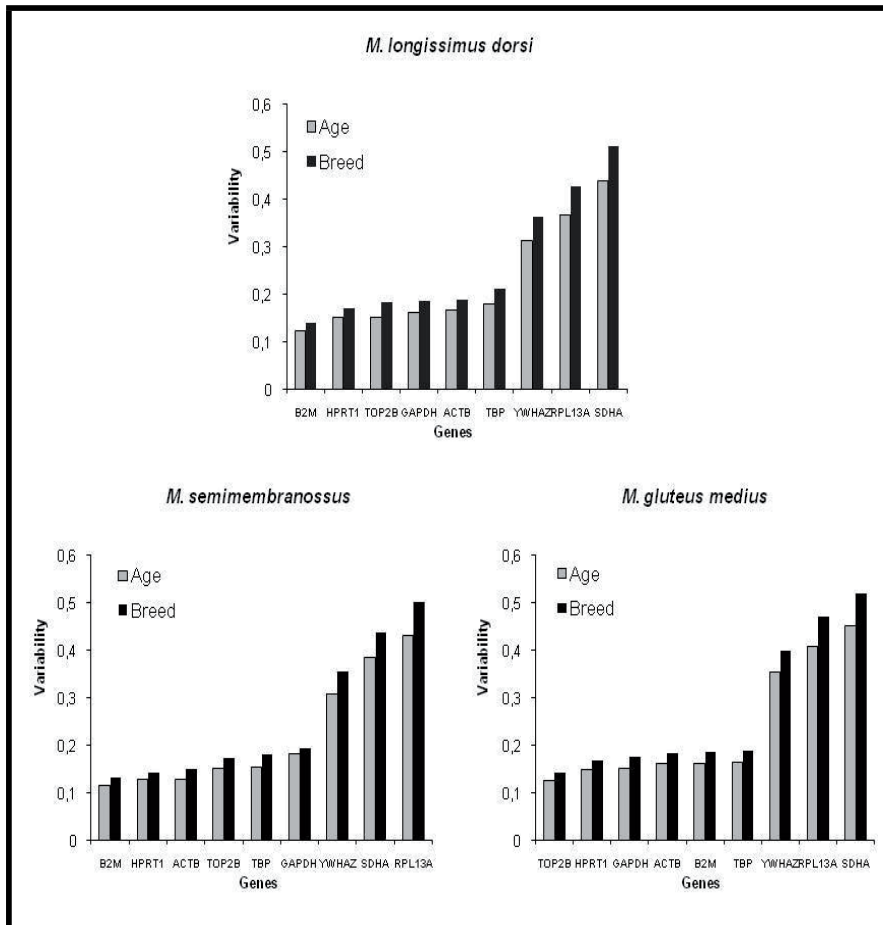 M. longissimus dorsi
0,6
0,5
0,4
0,3
0,2
0,1
0
Variability
Age
Breed
B2M HPRT1 TOP2B GAPDH ACTB TBP YWHAZ RPL13A SDHA
Genes
M. semimembranossus
0,6
0,5
0,4
0,3
0,2
0,1
0
Variability
Age
Breed
B2M HPRT1 ACTB TOP2B TBP GAPDH YWHAZ SDHA RPL13A
Genes
M. gluteus medius
0,6
0,5
0,4
0,3
0,2
0,1
0
Variability
Age
Breed
TOP2B HPRT1 GAPDH ACTB B2M TBP YWHAZ RPL13A SDHA
Genes